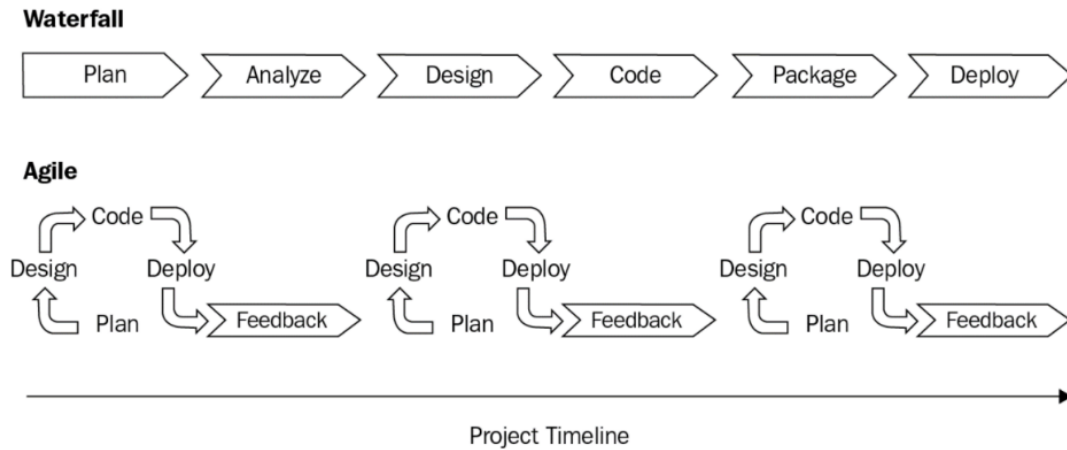 Waterfall
Plan Analyze Design Code Package Deploy
Agile
Code Code Code
Design Deploy Design Deploy Design Deploy
Plan Feedback Plan Feedback Plan Feedback
Project Timeline